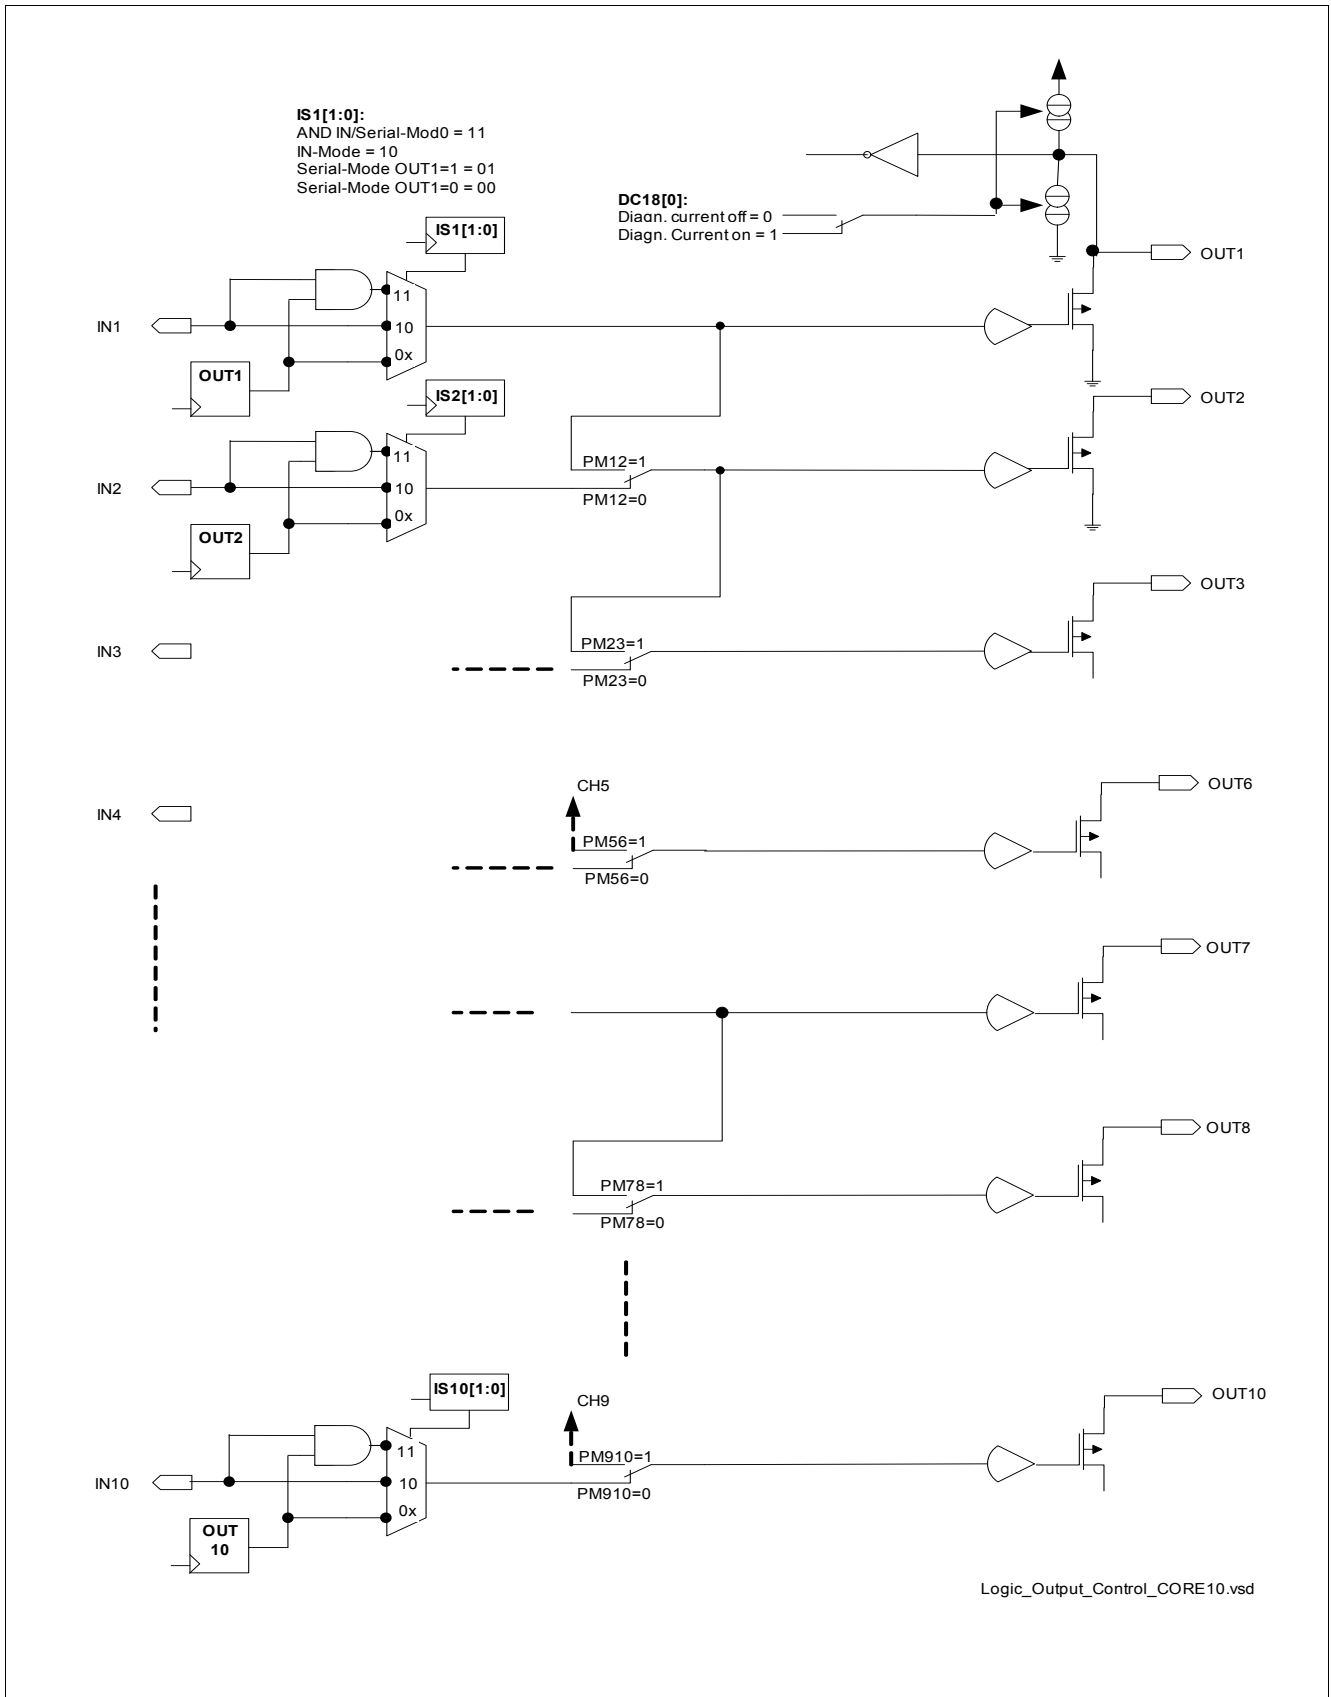 IS1[1:0]:
AND IN/Serial-Mod0 = 11
IN-Mode = 10
Serial-Mode OUT1=1 = 01
Serial-Mode OUT1=0 = 00
DC18[0]:
Diagn. current off = 0
Diagn. Current on = 1
IS1[1:0]
OUT1
11
IN1
10
0x
OUT1
IS2[1:0]
OUT2
11
PM12=1
IN2
10
PM12=0
0x
OUT2
OUT3
PM23=1
IN3
PM23=0
CH5
OUT6
IN4
PM56=1
PM56=0
OUT7
OUT8
PM78=1
PM78=0
IS10[1:0]
CH9
OUT10
11
PM910=1
IN10
10
PM910=0
0x
OUT
10
Logic_Output_Control_CORE10.vsd